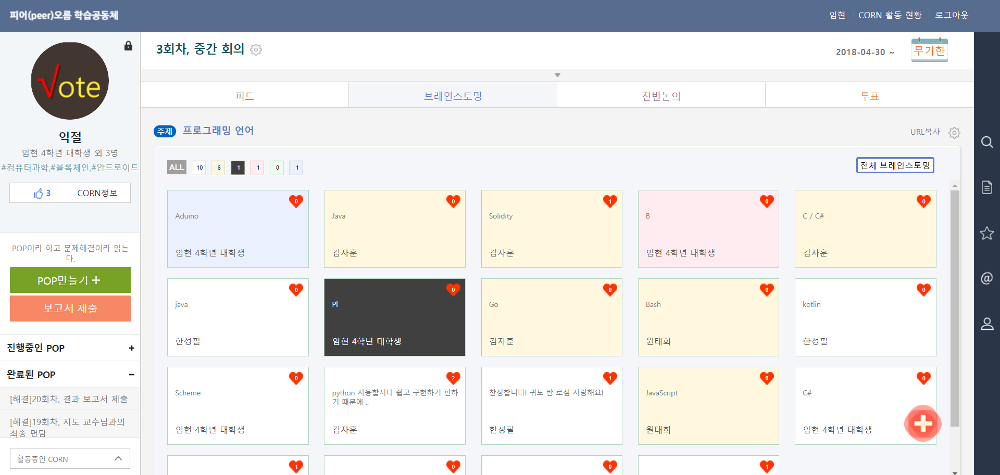 피어(peer)오름 학습공동체
임현
CORN 활동 현황
로그아웃
√ote
익절
임현 4학년 대학생 외 3명
#컴퓨터과학,#블록체인,#안드로이드
3
CORN정보
POP이라 하고 문제해결이라 읽는
다.
POP만들기 +
보고서 제출
진행중인 POP +
완료된 POP −
[해결]20회차, 결과 보고서 제출
[해결]19회차, 지도 교수님과의
최종 면담
활동중인 CORN
3회차, 중간 회의
2018-04-30 ~
무기한
피드
브레인스토밍
찬반논의
투표
주제 프로그래밍 언어
URL복사
ALL 10 6 1 1 0 1
전체 브레인스토밍
0
Aduino
임현 4학년 대학생
0
Java
김자훈
1
Solidity
김자훈
0
B
임현 4학년 대학생
0
C / C#
김자훈
0
java
한성필
0
Pl
임현 4학년 대학생
0
Go
김자훈
0
Bash
원태희
0
kotlin
한성필
0
Scheme
임현 4학년 대학생
2
python 사용합시다 쉽고 구현하기 편하
기 때문에 ..
김자훈
1
찬성합니다! 귀도 반 로섬 사랑해요!
한성필
0
JavaScript
원태희
0
C#
임현 4학년 대학생
1
0
0
1
@